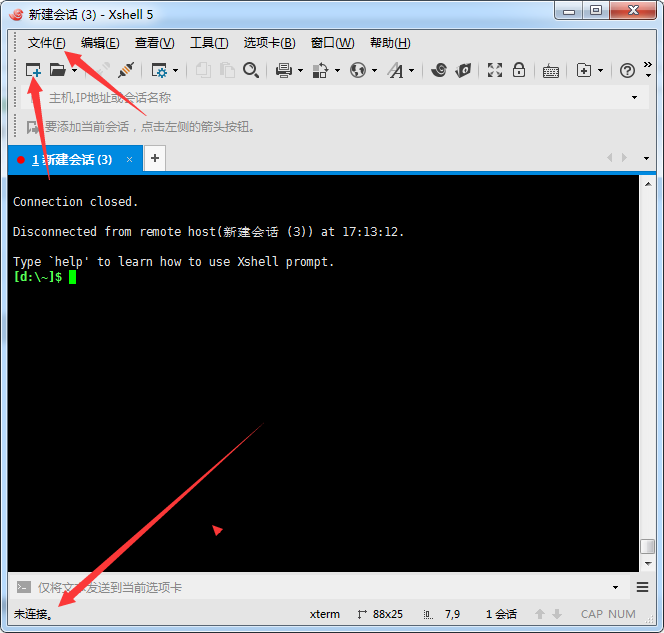 新建会话 (3) - Xshell 5
文件(F) 编辑(E) 查看(V) 工具(T) 选项卡(B) 窗口(W) 帮助(H)
主机,IP地址或会话名称
要添加当前会话，点击左侧的箭头按钮。
1 新建会话 (3)
Connection closed.
Disconnected from remote host(新建会话 (3)) at 17:13:12.
Type `help' to learn how to use Xshell prompt.
[d:\~]$
仅将文本发送到当前选项卡
未连接。 xterm 88x25 7,9 1 会话 CAP NUM